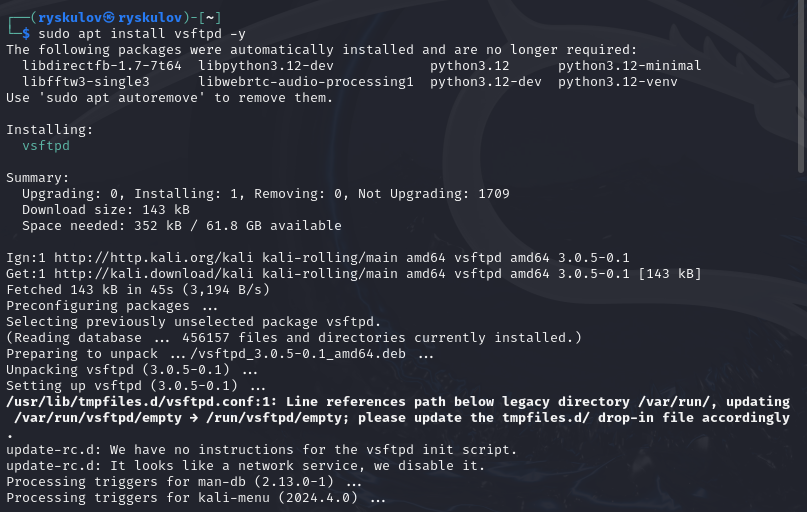 ┌──(ryskulov㉿ryskulov)-[~]
└─$ sudo apt install vsftpd -y
The following packages were automatically installed and are no longer required:
  libdirectfb-1.7-7t64  libpython3.12-dev            python3.12      python3.12-minimal
  libfftw3-single3      libwebrtc-audio-processing1  python3.12-dev  python3.12-venv
Use 'sudo apt autoremove' to remove them.

Installing:
  vsftpd

Summary:
  Upgrading: 0, Installing: 1, Removing: 0, Not Upgrading: 1709
  Download size: 143 kB
  Space needed: 352 kB / 61.8 GB available

Ign:1 http://http.kali.org/kali kali-rolling/main amd64 vsftpd amd64 3.0.5-0.1
Get:1 http://kali.download/kali kali-rolling/main amd64 vsftpd amd64 3.0.5-0.1 [143 kB]
Fetched 143 kB in 45s (3,194 B/s)
Preconfiguring packages ...
Selecting previously unselected package vsftpd.
(Reading database ... 456157 files and directories currently installed.)
Preparing to unpack .../vsftpd_3.0.5-0.1_amd64.deb ...
Unpacking vsftpd (3.0.5-0.1) ...
Setting up vsftpd (3.0.5-0.1) ...
/usr/lib/tmpfiles.d/vsftpd.conf:1: Line references path below legacy directory /var/run/, updating
 /var/run/vsftpd/empty → /run/vsftpd/empty; please update the tmpfiles.d/ drop-in file accordingly
.
update-rc.d: We have no instructions for the vsftpd init script.
update-rc.d: It looks like a network service, we disable it.
Processing triggers for man-db (2.13.0-1) ...
Processing triggers for kali-menu (2024.4.0) ...